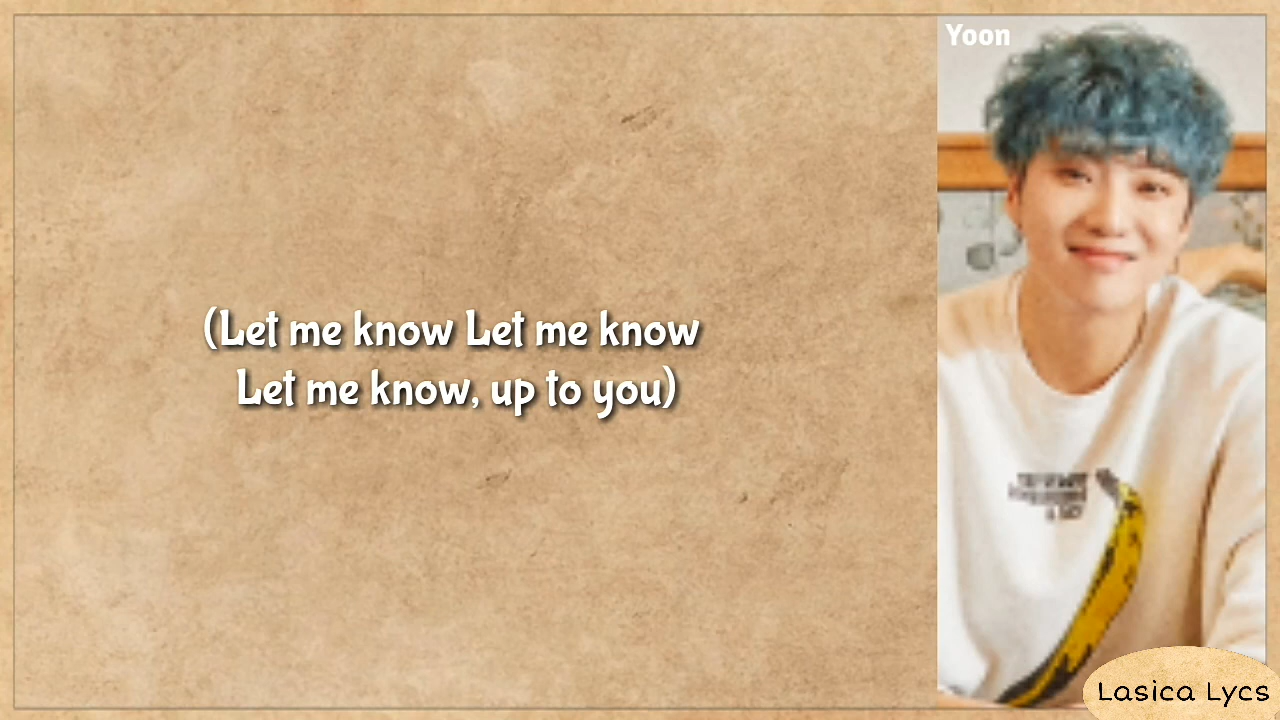 Yoon
(Let me know Let me know
Let me know, up to you)
Lasica Lycs